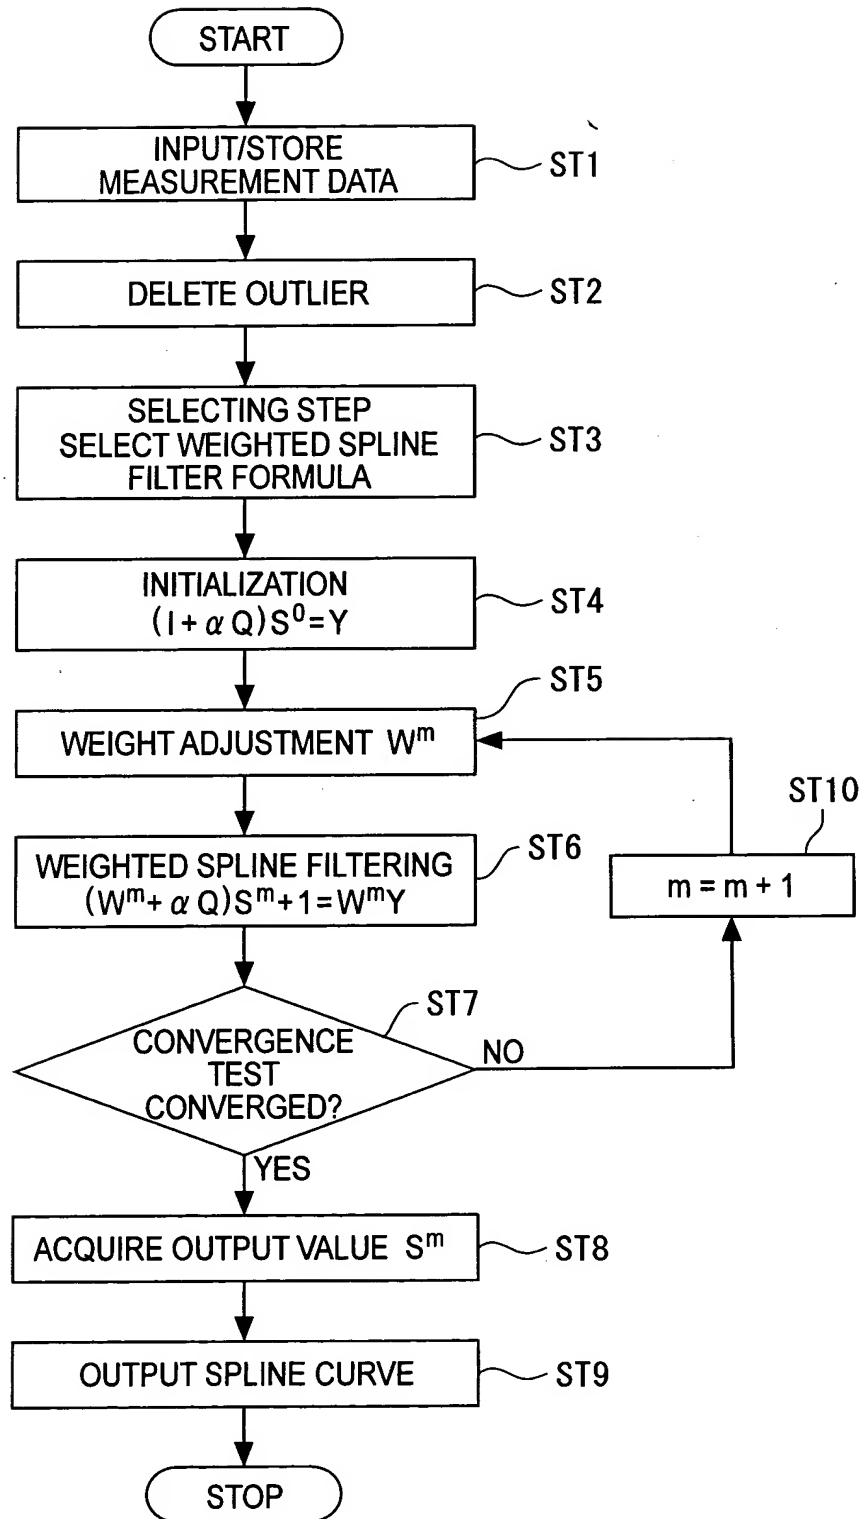 START
INPUT/STORE
MEASUREMENT DATA
ST1
DELETE OUTLIER
ST2
SELECTING STEP
SELECT WEIGHTED SPLINE
FILTER FORMULA
ST3
INITIALIZATION
(I+αQ)S⁰=Y
ST4
ST5
WEIGHT ADJUSTMENT Wᵐ
ST10
m=m+1
WEIGHTED SPLINE FILTERING
(Wᵐ+αQ)Sᵐ+1=WᵐY
ST6
ST7
CONVERGENCE
TEST
CONVERGED?
NO
YES
ACQUIRE OUTPUT VALUE Sᵐ
ST8
OUTPUT SPLINE CURVE
ST9
STOP